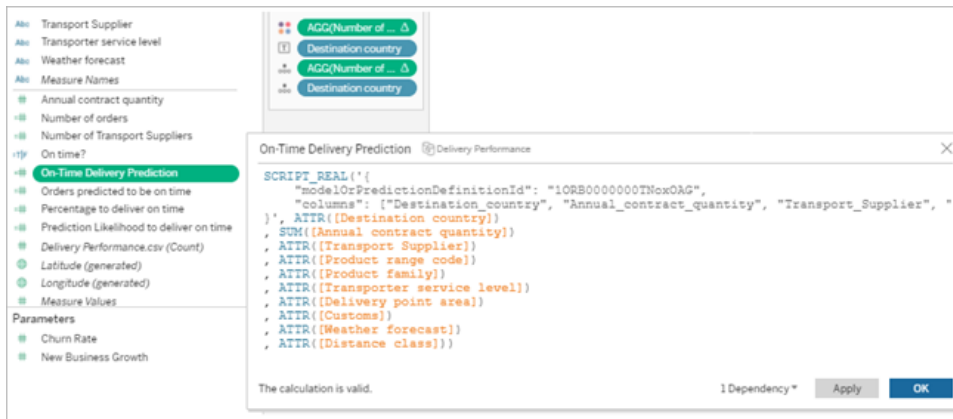 Abc Transport Supplier
Abc Transporter service level
Abc Weather forecast
Abc Measure Names
Annual contract quantity
Number of orders
Number of Transport Suppliers
On time?
On-Time Delivery Prediction
Orders predicted to be on time
Percentage to deliver on time
Prediction Likelihood to deliver on time
Delivery Performance.csv (Count)
Latitude (generated)
Longitude (generated)
Measure Values
Parameters
Churn Rate
New Business Growth
AGG(Number of ... Δ
T Destination country
AGG(Number of ... Δ
Destination country
On-Time Delivery Prediction Delivery Performance
SCRIPT_REAL('{
"modelOrPredictionDefinitionId": "1ORB0000000TNoxOAG",
"columns": ["Destination_country", "Annual_contract_quantity", "Transport_Supplier", "
}', ATTR([Destination country])
, SUM([Annual contract quantity])
, ATTR([Transport Supplier])
, ATTR([Product range code])
, ATTR([Product family])
, ATTR([Transporter service level])
, ATTR([Delivery point area])
, ATTR([Customs])
, ATTR([Weather forecast])
, ATTR([Distance class]))
The calculation is valid.
1 Dependency
Apply
OK